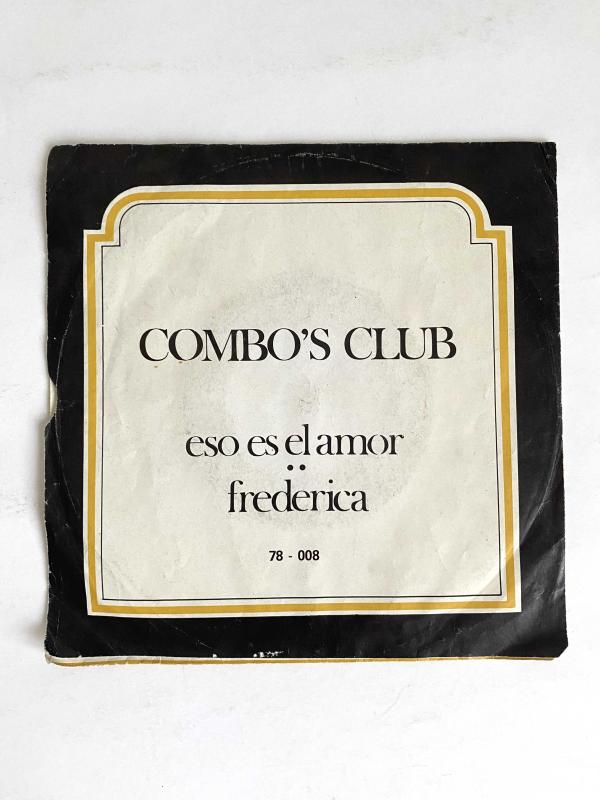 COMBO'S CLUB
eso es el amor
••
frederica
78 - 008